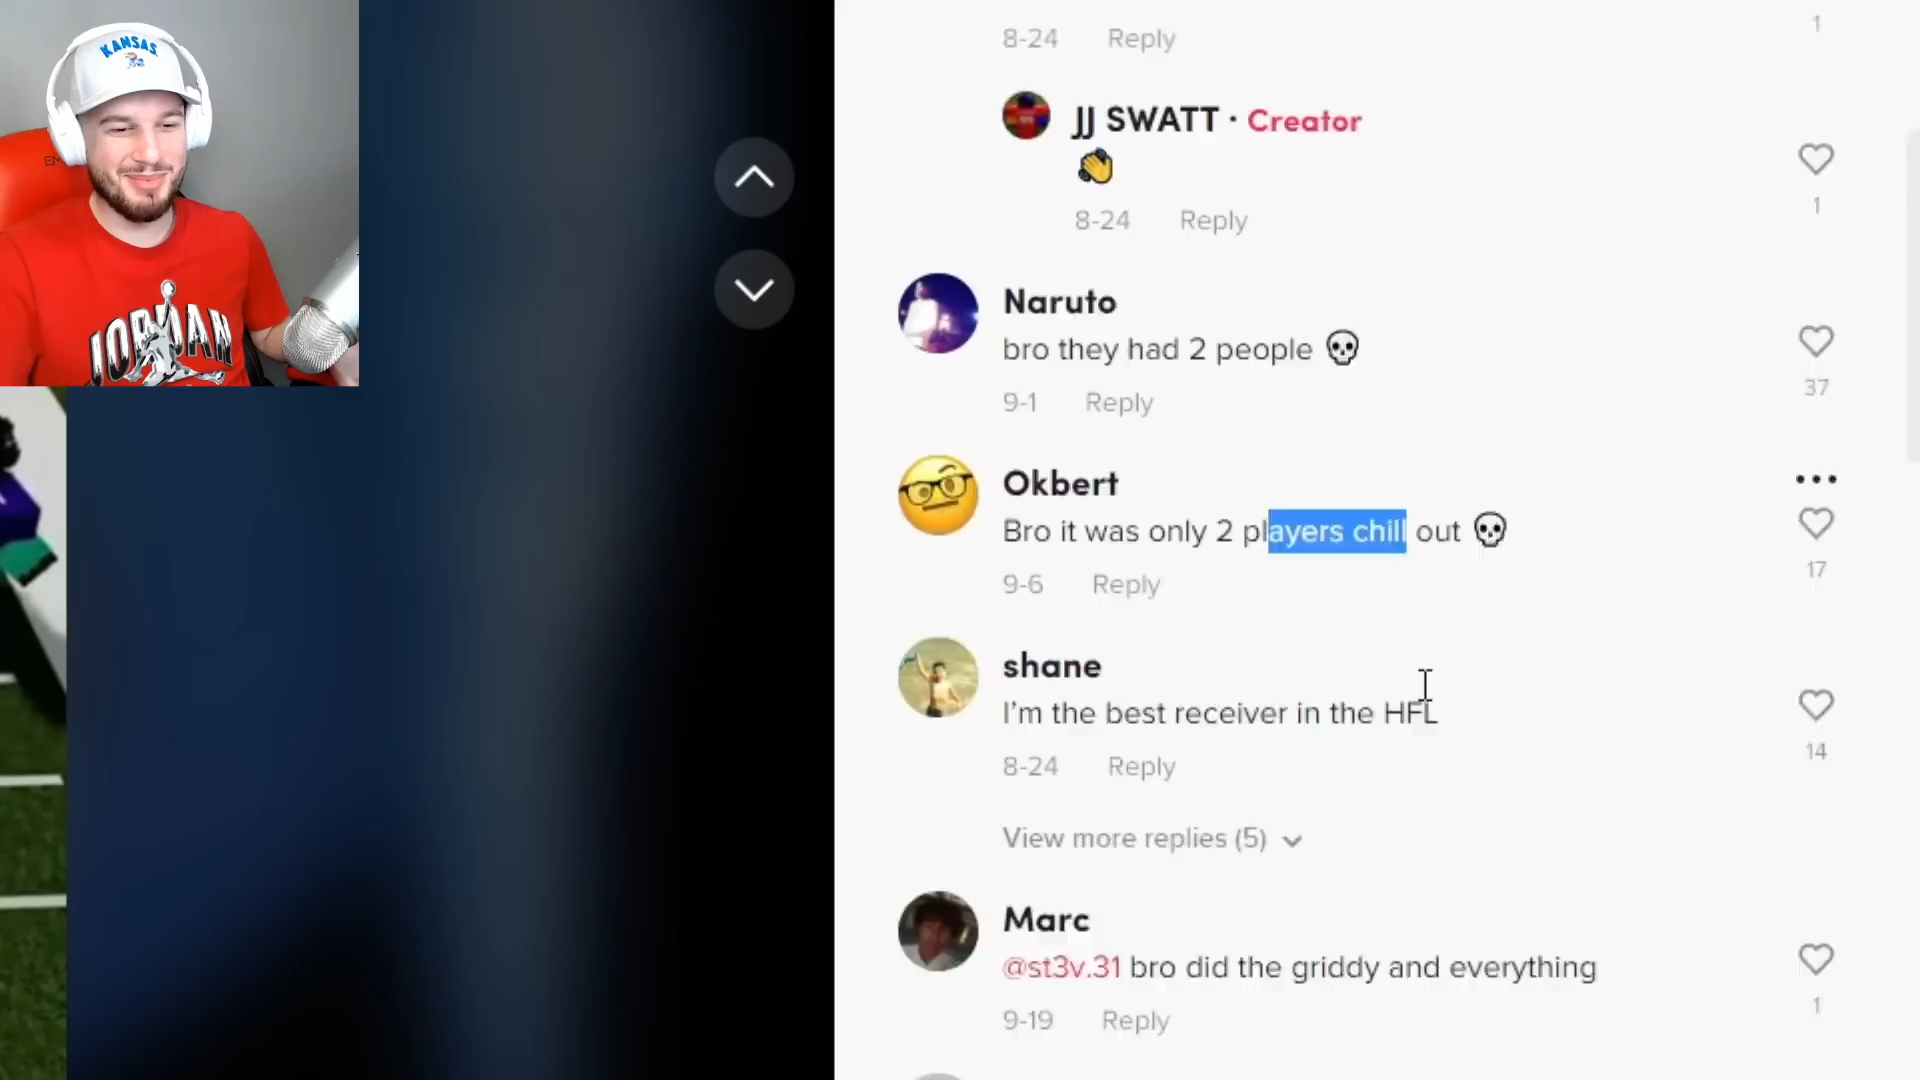 KANSAS
JORDAN
1
8-24 Reply
JJ SWATT · Creator
👋
8-24 Reply
1
Naruto
bro they had 2 people 💀
9-1 Reply
37
Okbert
Bro it was only 2 players chill out 💀
9-6 Reply
17
shane
I'm the best receiver in the HFL
8-24 Reply
14
View more replies (5)
Marc
@st3v.31 bro did the griddy and everything
9-19 Reply
1